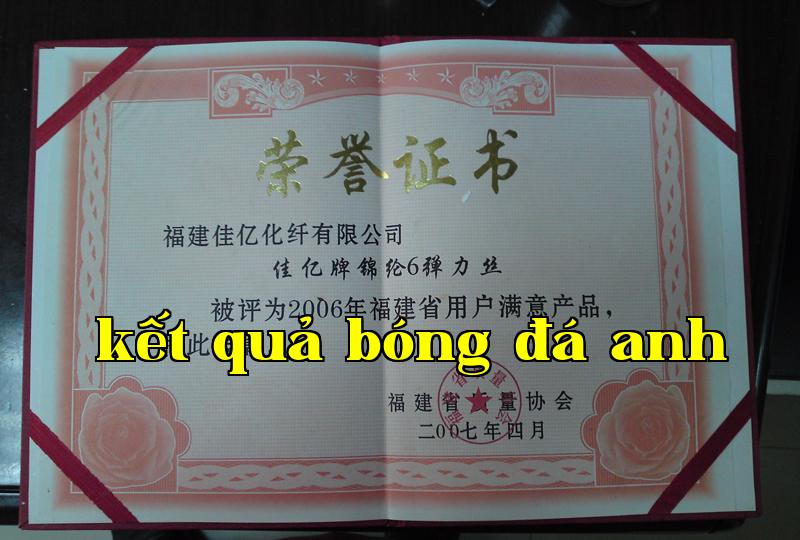 荣誉证书
福建佳亿化纤有限公司
佳亿牌锦纶6弹力丝
被评为2006年福建省用户满意产品，
此
kết quả bóng đá anh
福建省质量协会
二00七年四月